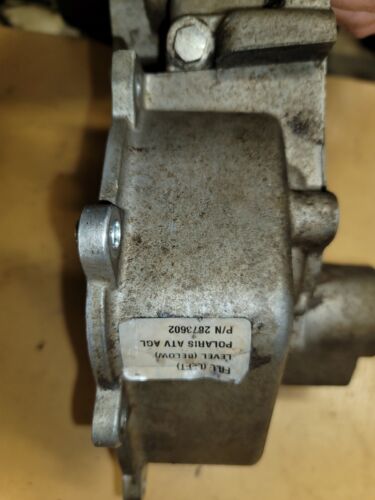 FILL (LEFT)
LEVEL (BELOW)
POLARIS ATV AGL
P/N 2873602